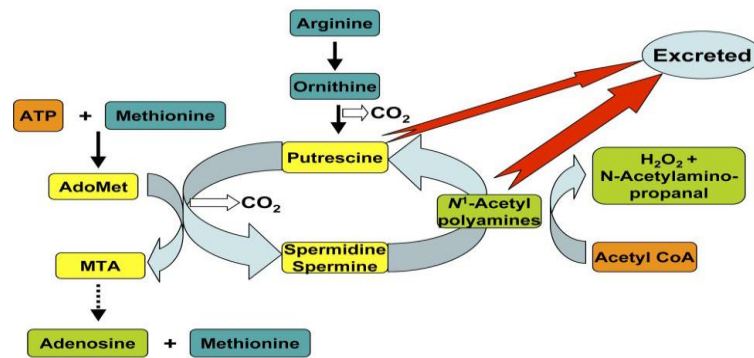 Arginine
Excreted
Ornithine
CO₂
ATP + Methionine
Putrescine
H₂O₂ +
N-Acetylamino-
propanal
AdoMet
CO₂
N¹-Acetyl
polyamines
Spermidine
Spermine
MTA
Acetyl CoA
Adenosine + Methionine